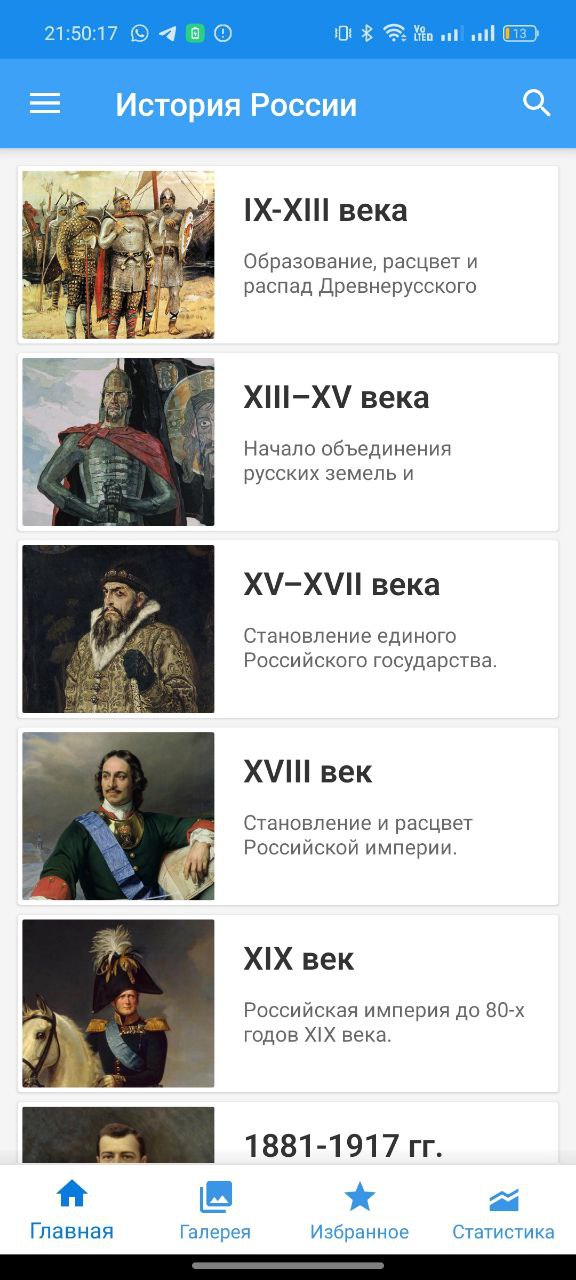 21:50:17
Vo
LTED
13
История России
IX-XIII века
Образование, расцвет и
распад Древнерусского
XIII–XV века
Начало объединения
русских земель и
XV–XVII века
Становление единого
Российского государства.
XVIII век
Становление и расцвет
Российской империи.
XIX век
Российская империя до 80-х
годов XIX века.
1881-1917 гг.
Главная
Галерея
Избранное
Статистика